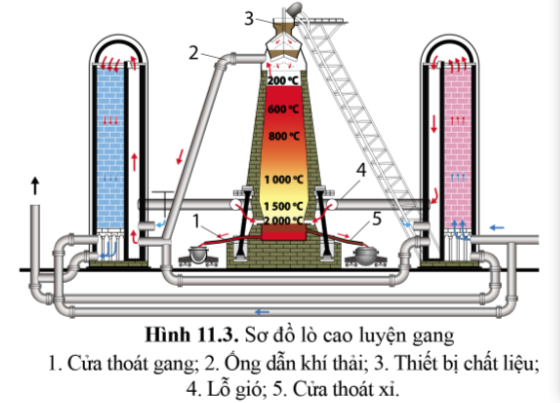 3
2
200 °C
600 °C
800 °C
4
1 000 °C
1
1 500 °C
5
2 000 °C
Hình 11.3. Sơ đồ lò cao luyện gang
1. Cửa thoát gang; 2. Ống dẫn khí thải; 3. Thiết bị chất liệu;
4. Lỗ gió; 5. Cửa thoát xỉ.